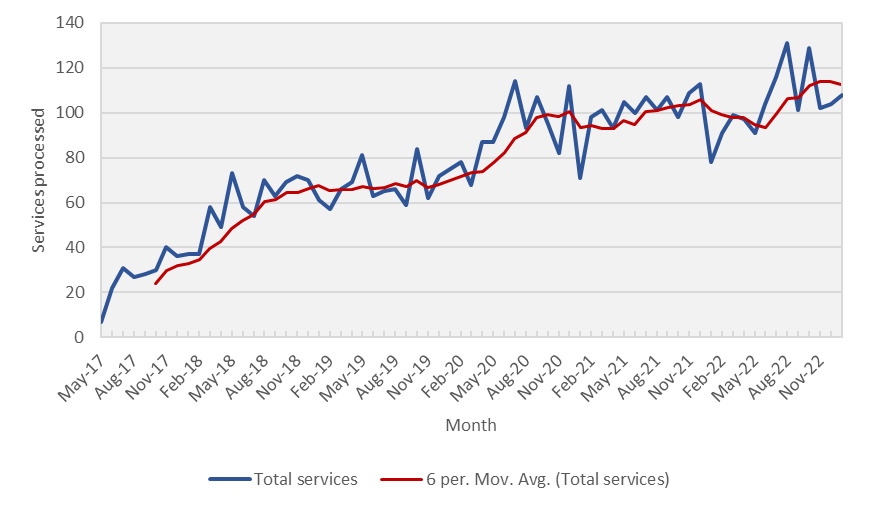 140
120
100
80
60
40
20
0
Services processed
May-17
Aug-17
Nov-17
Feb-18
May-18
Aug-18
Nov-18
Feb-19
May-19
Aug-19
Nov-19
Feb-20
May-20
Aug-20
Nov-20
Feb-21
May-21
Aug-21
Nov-21
Feb-22
May-22
Aug-22
Nov-22
Month
Total services
6 per. Mov. Avg. (Total services)